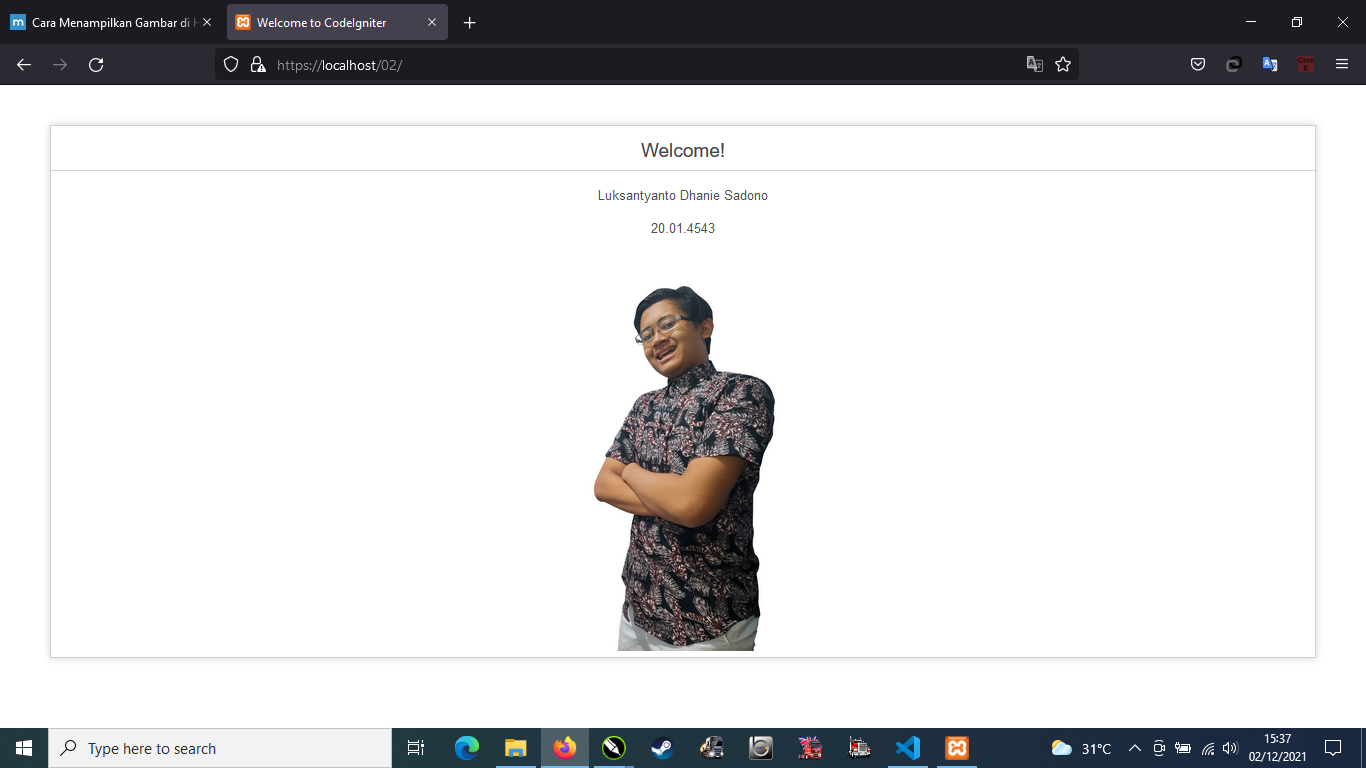 Cara Menampilkan Gambar di H
Welcome to CodeIgniter
https://localhost/02/
Welcome!
Luksantyanto Dhanie Sadono
20.01.4543
Type here to search
31°C
15:37
02/12/2021